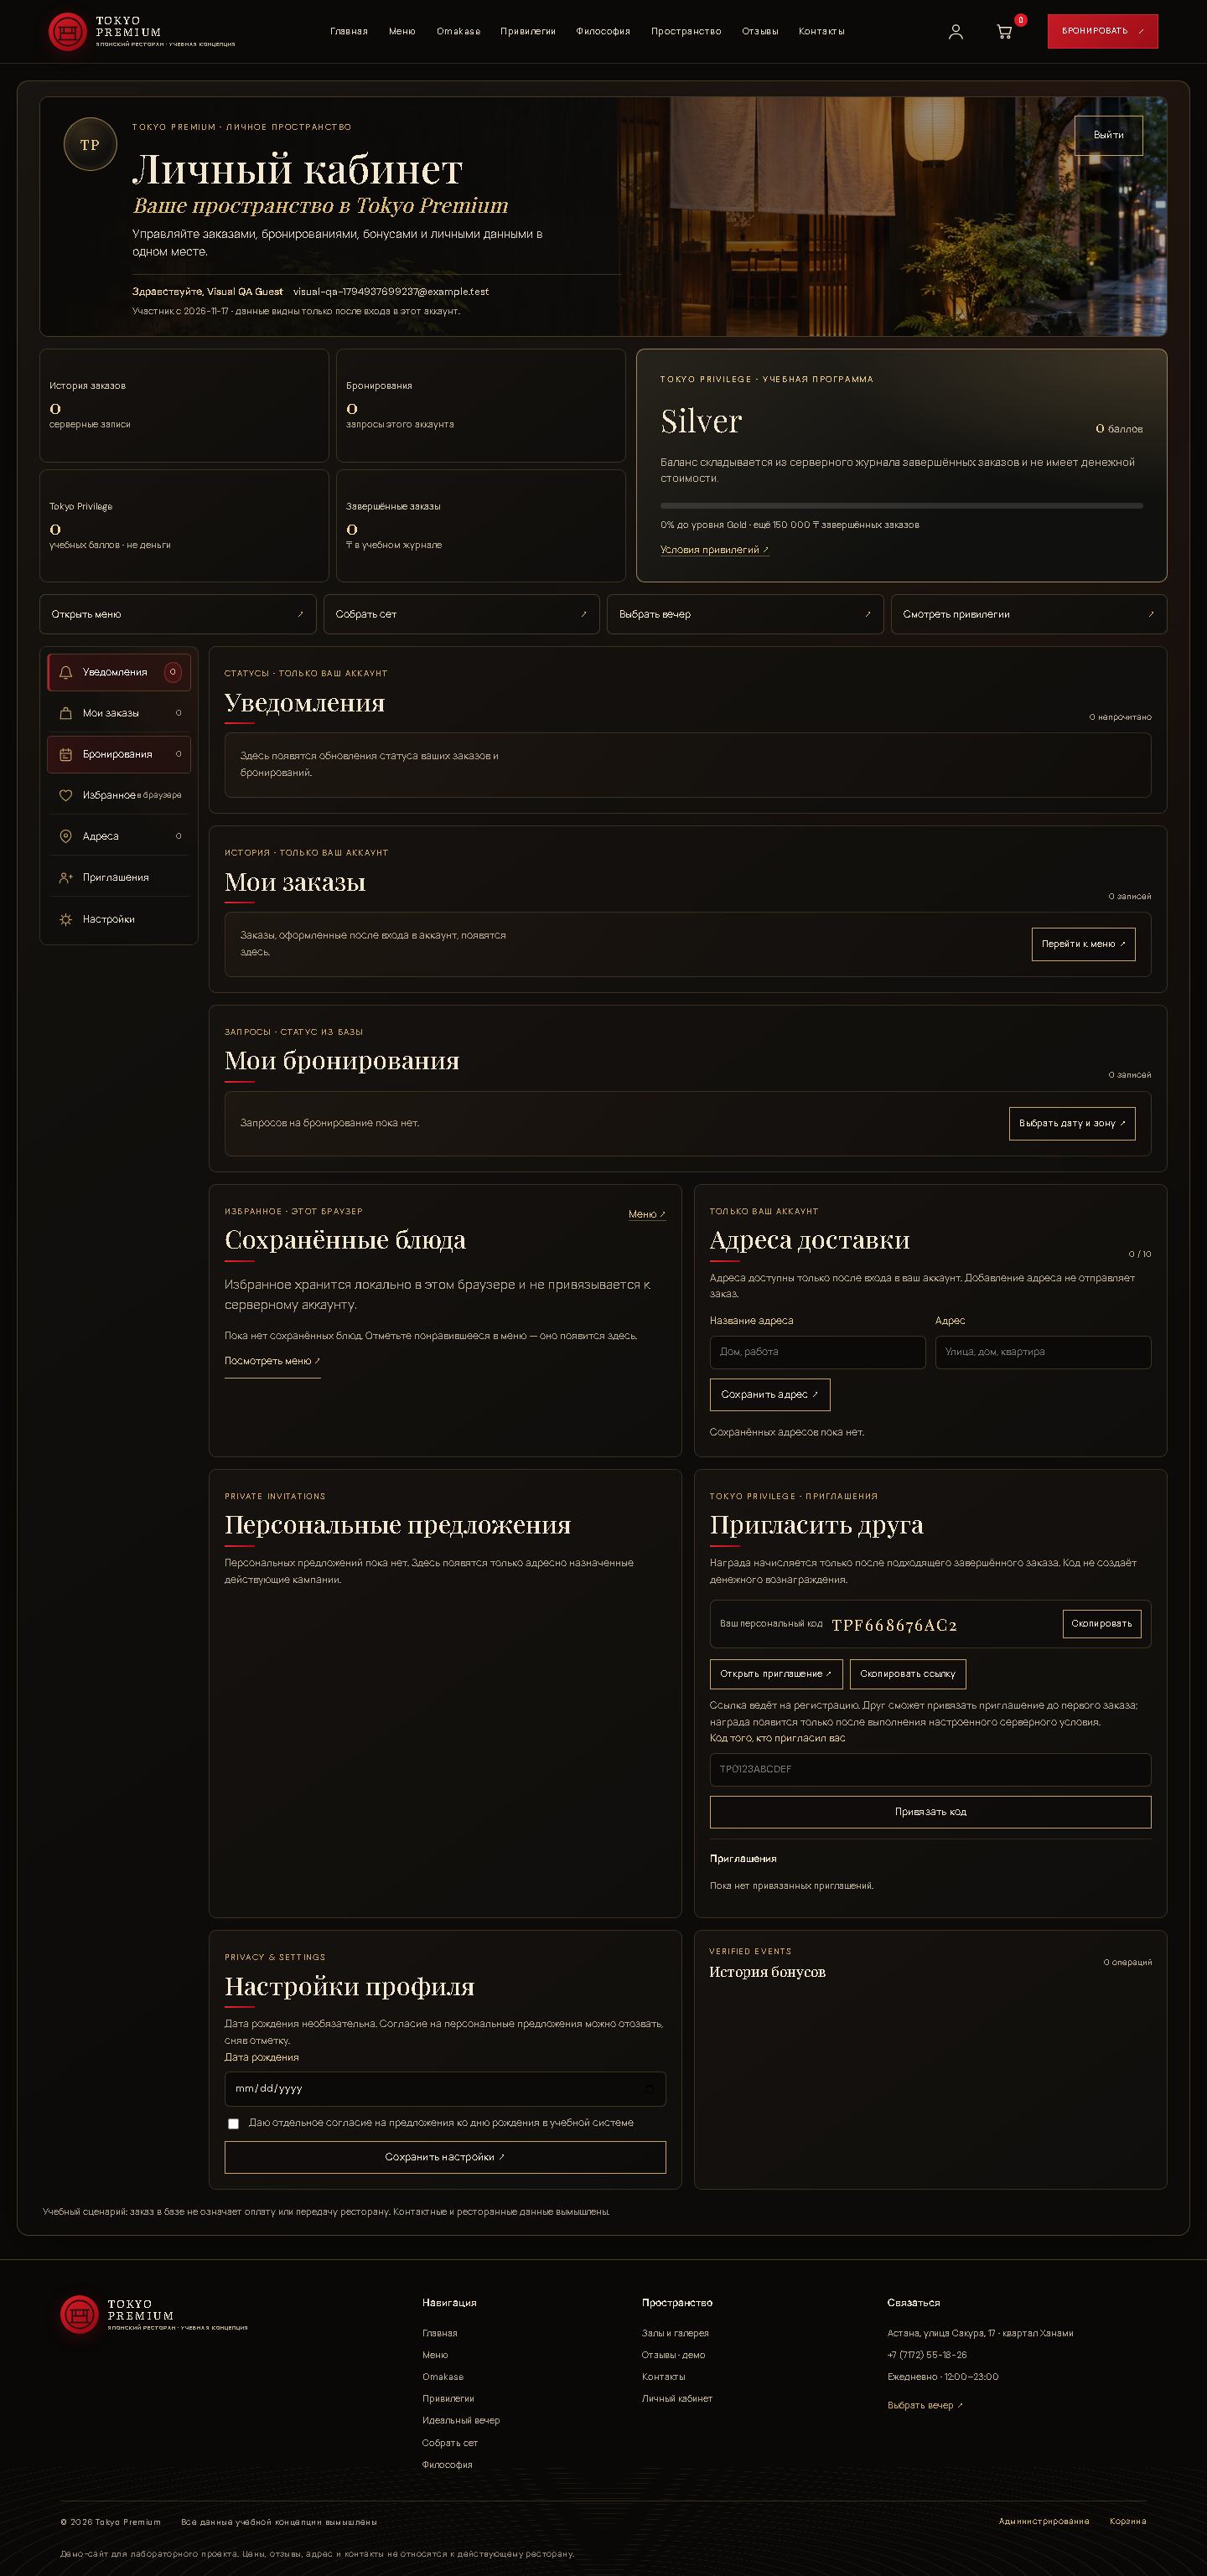 TOKYO
PREMIUM
ЯПОНСКИЙ РЕСТОРАН · УЧЕБНАЯ КОНЦЕПЦИЯ
Главная Меню Omakase Привилегии Философия Пространство Отзывы Контакты
0
БРОНИРОВАТЬ ↗
TP
TOKYO PREMIUM · ЛИЧНОЕ ПРОСТРАНСТВО
Выйти
Личный кабинет
Ваше пространство в Tokyo Premium
Управляйте заказами, бронированиями, бонусами и личными данными в
одном месте.
Здравствуйте, Visual QA Guest visual-qa-1794937699237@example.test
Участник с 2026-11-17 · данные видны только после входа в этот аккаунт.
История заказов
0
серверные записи
Бронирования
0
запросы этого аккаунта
Tokyo Privilege
0
учебных баллов · не деньги
Завершённые заказы
0
₸ в учебном журнале
TOKYO PRIVILEGE · УЧЕБНАЯ ПРОГРАММА
Silver
0 баллов
Баланс складывается из серверного журнала завершённых заказов и не имеет денежной
стоимости.
0% до уровня Gold · ещё 150 000 ₸ завершённых заказов
Условия привилегий ↗
Открыть меню ↗
Собрать сет ↗
Выбрать вечер ↗
Смотреть привилегии ↗
Уведомления 0
Мои заказы 0
Бронирования 0
Избранное в браузере
Адреса 0
Приглашения
Настройки
СТАТУСЫ · ТОЛЬКО ВАШ АККАУНТ
Уведомления
0 непрочитано
Здесь появятся обновления статуса ваших заказов и
бронирований.
ИСТОРИЯ · ТОЛЬКО ВАШ АККАУНТ
Мои заказы
0 записей
Заказы, оформленные после входа в аккаунт, появятся
здесь.
Перейти к меню ↗
ЗАПРОСЫ · СТАТУС ИЗ БАЗЫ
Мои бронирования
0 записей
Запросов на бронирование пока нет.
Выбрать дату и зону ↗
ИЗБРАННОЕ · ЭТОТ БРАУЗЕР
Меню ↗
Сохранённые блюда
Избранное хранится локально в этом браузере и не привязывается к
серверному аккаунту.
Пока нет сохранённых блюд. Отметьте понравившееся в меню — оно появится здесь.
Посмотреть меню ↗
ТОЛЬКО ВАШ АККАУНТ
Адреса доставки
0 / 10
Адреса доступны только после входа в ваш аккаунт. Добавление адреса не отправляет
заказ.
Название адреса Адрес
Дом, работа Улица, дом, квартира
Сохранить адрес ↗
Сохранённых адресов пока нет.
PRIVATE INVITATIONS
Персональные предложения
Персональных предложений пока нет. Здесь появятся только адресно назначенные
действующие кампании.
TOKYO PRIVILEGE · ПРИГЛАШЕНИЯ
Пригласить друга
Награда начисляется только после подходящего завершённого заказа. Код не создаёт
денежного вознаграждения.
Ваш персональный код TPF668676AC2 Скопировать
Открыть приглашение ↗ Скопировать ссылку
Ссылка ведёт на регистрацию. Друг сможет привязать приглашение до первого заказа;
награда появится только после выполнения настроенного серверного условия.
Код того, кто пригласил вас
TP0123ABCDEF
Привязать код
Приглашения
Пока нет привязанных приглашений.
PRIVACY & SETTINGS
Настройки профиля
Дата рождения необязательна. Согласие на персональные предложения можно отозвать,
сняв отметку.
Дата рождения
mm/dd/yyyy
Даю отдельное согласие на предложения ко дню рождения в учебной системе
Сохранить настройки ↗
VERIFIED EVENTS
История бонусов
0 операций
Учебный сценарий: заказ в базе не означает оплату или передачу ресторану. Контактные и ресторанные данные вымышлены.
TOKYO
PREMIUM
ЯПОНСКИЙ РЕСТОРАН · УЧЕБНАЯ КОНЦЕПЦИЯ
Навигация
Главная
Меню
Omakase
Привилегии
Идеальный вечер
Собрать сет
Философия
Пространство
Залы и галерея
Отзывы · демо
Контакты
Личный кабинет
Связаться
Астана, улица Сакура, 17 · квартал Ханами
+7 (7172) 55-18-26
Ежедневно · 12:00–23:00
Выбрать вечер ↗
© 2026 Tokyo Premium Все данные учебной концепции вымышлены
Администрирование Корзина
Демо-сайт для лабораторного проекта. Цены, отзывы, адрес и контакты не относятся к действующему ресторану.